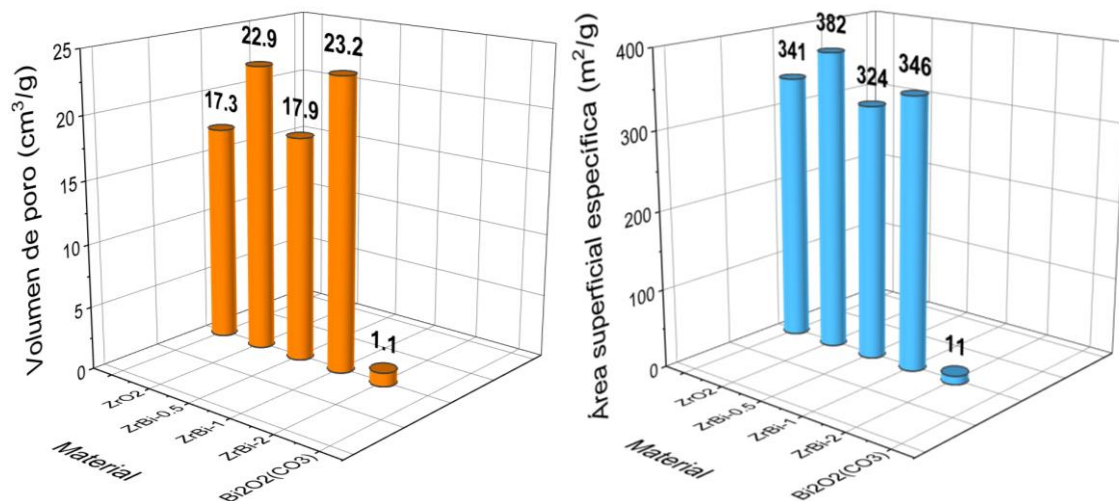 Volumen de poro (cm³/g)
25
20
15
10
5
0
17.3
22.9
17.9
23.2
1.1
ZrO2
ZrBi-0.5
ZrBi-1
ZrBi-2
Bi2O2(CO3)
Material
Área superficial específica (m²/g)
400
300
200
100
0
341
382
324
346
11
ZrO2
ZrBi-0.5
ZrBi-1
ZrBi-2
Bi2O2(CO3)
Material